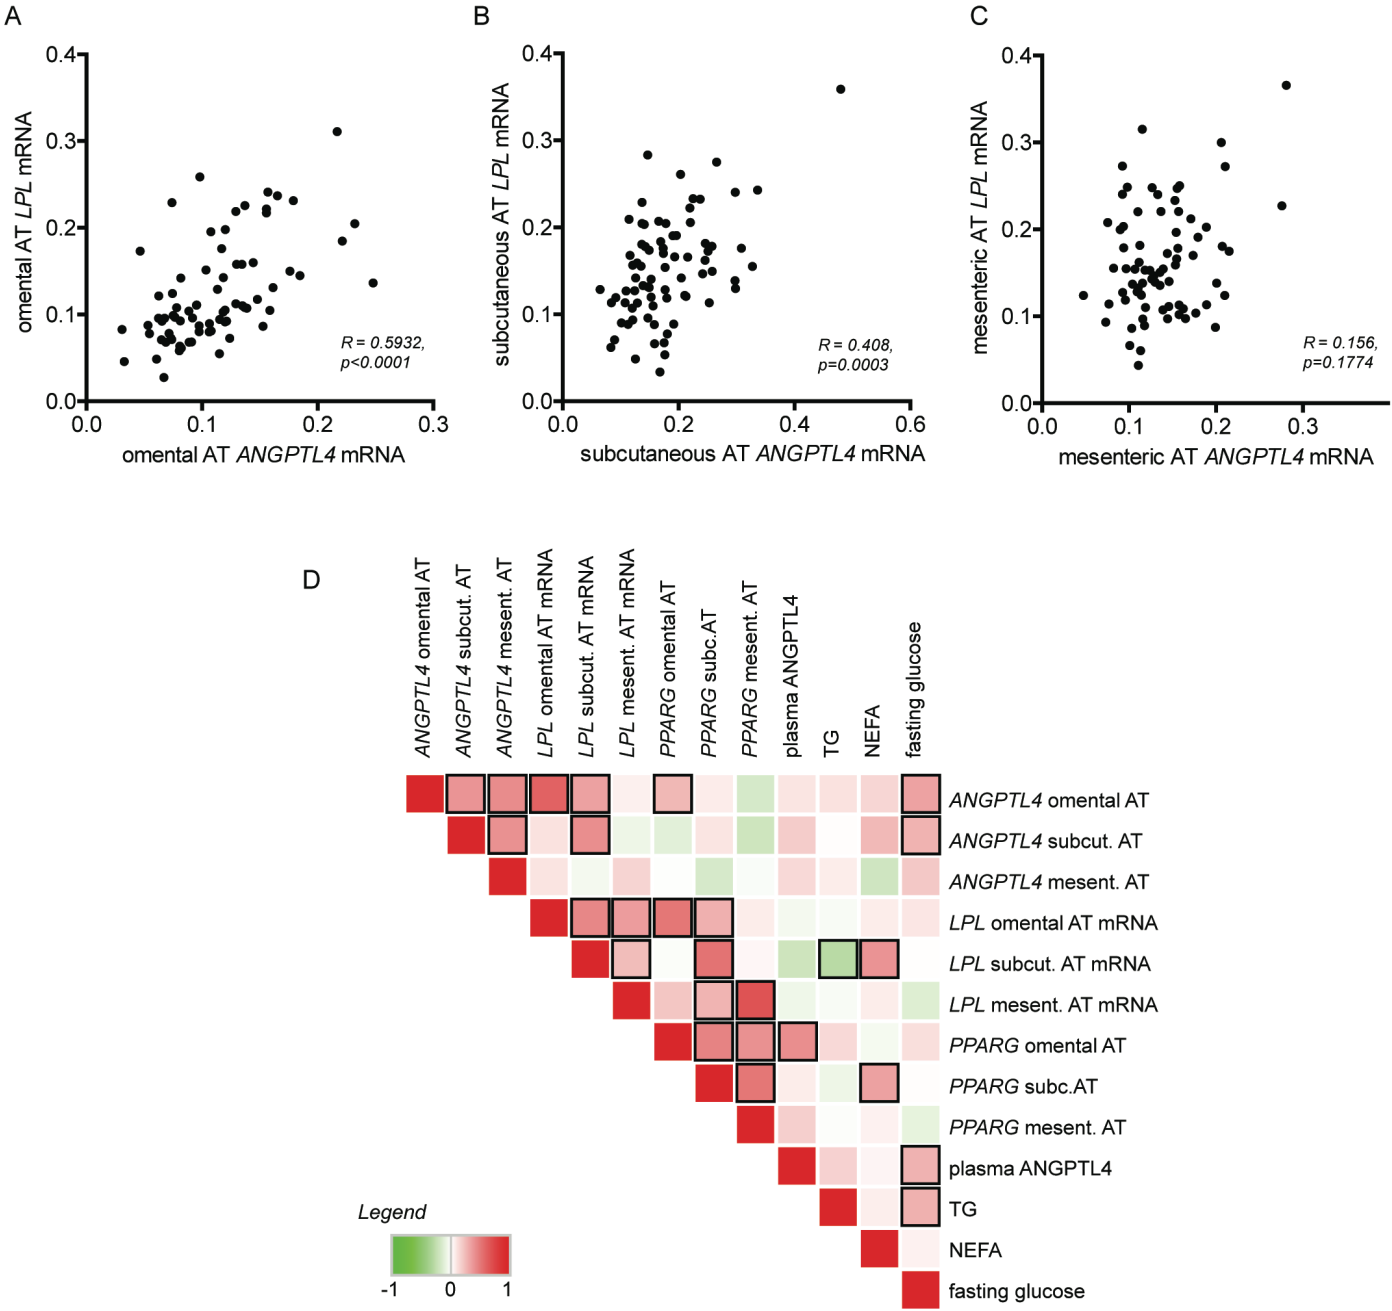 A
B
C
0.4
0.3
0.2
0.1
0.0
0.0
0.1
0.2
0.3
omental AT LPL mRNA
omental AT ANGPTL4 mRNA
R = 0.5932,
p<0.0001
0.4
0.3
0.2
0.1
0.0
0.0
0.2
0.4
0.6
subcutaneous AT LPL mRNA
subcutaneous AT ANGPTL4 mRNA
R = 0.408,
p=0.0003
0.4
0.3
0.2
0.1
0.0
0.0
0.1
0.2
0.3
mesenteric AT LPL mRNA
mesenteric AT ANGPTL4 mRNA
R = 0.156,
p=0.1774
D
ANGPTL4 omental AT
ANGPTL4 subcut. AT
ANGPTL4 mesent. AT
LPL omental AT mRNA
LPL subcut. AT mRNA
LPL mesent. AT mRNA
PPARG omental AT
PPARG subc.AT
PPARG mesent. AT
plasma ANGPTL4
TG
NEFA
fasting glucose
ANGPTL4 omental AT
ANGPTL4 subcut. AT
ANGPTL4 mesent. AT
LPL omental AT mRNA
LPL subcut. AT mRNA
LPL mesent. AT mRNA
PPARG omental AT
PPARG subc.AT
PPARG mesent. AT
plasma ANGPTL4
TG
NEFA
fasting glucose
Legend
-1
0
1